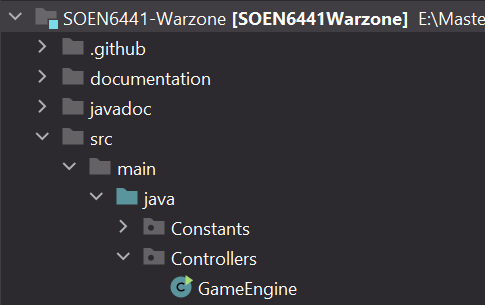 SOEN6441-Warzone [SOEN6441Warzone] E:\Maste
.github
documentation
javadoc
src
main
java
Constants
Controllers
GameEngine